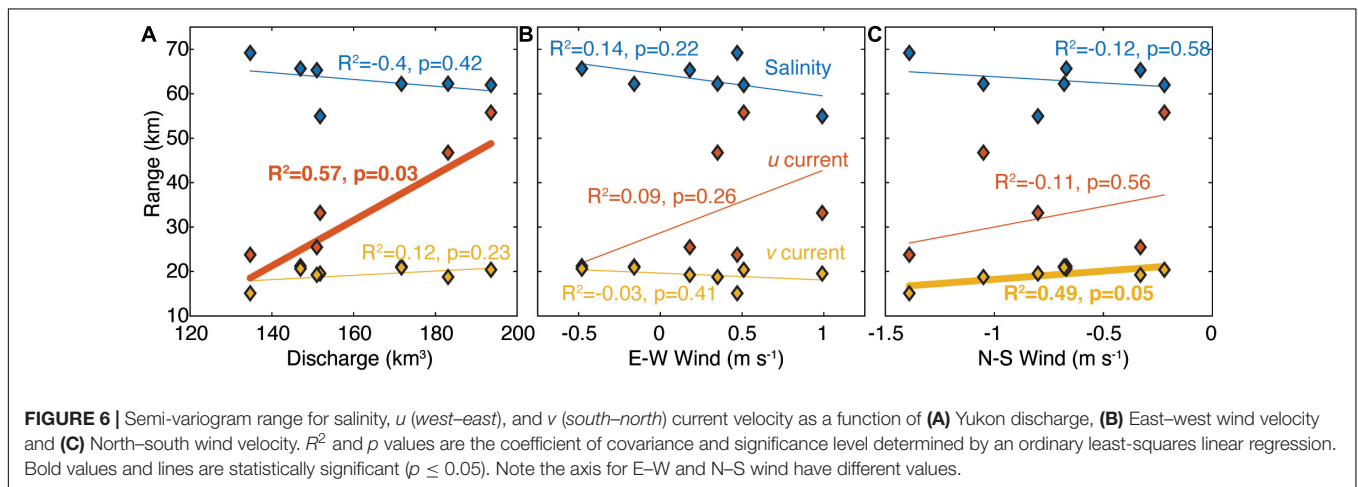 A
B
C
70
60
50
40
30
20
10
Range (km)
R²=-0.4, p=0.42
R²=0.57, p=0.03
R²=0.12, p=0.23
120 140 160 180 200
Discharge (km³)
R²=0.14, p=0.22
Salinity
u current
R²=0.09, p=0.26
v current
R²=-0.03, p=0.41
-0.5 0 0.5 1
E-W Wind (m s⁻¹)
R²=-0.12, p=0.58
R²=-0.11, p=0.56
R²=0.49, p=0.05
-1.5 -1 -0.5 0
N-S Wind (m s⁻¹)
FIGURE 6 | Semi-variogram range for salinity, u (west–east), and v (south–north) current velocity as a function of (A) Yukon discharge, (B) East–west wind velocity
and (C) North–south wind velocity. R² and p values are the coefficient of covariance and significance level determined by an ordinary least-squares linear regression.
Bold values and lines are statistically significant (p ≤ 0.05). Note the axis for E–W and N–S wind have different values.